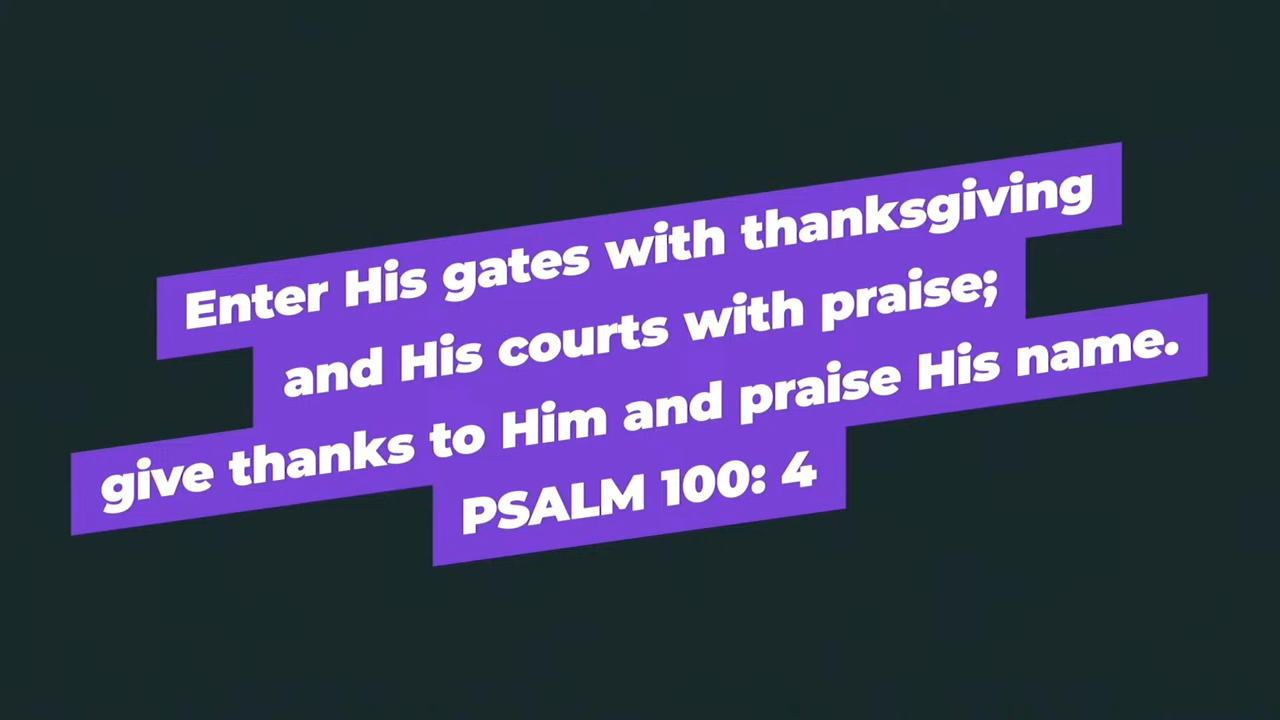 Enter His gates with thanksgiving
and His courts with praise;
give thanks to Him and praise His name.
PSALM 100: 4